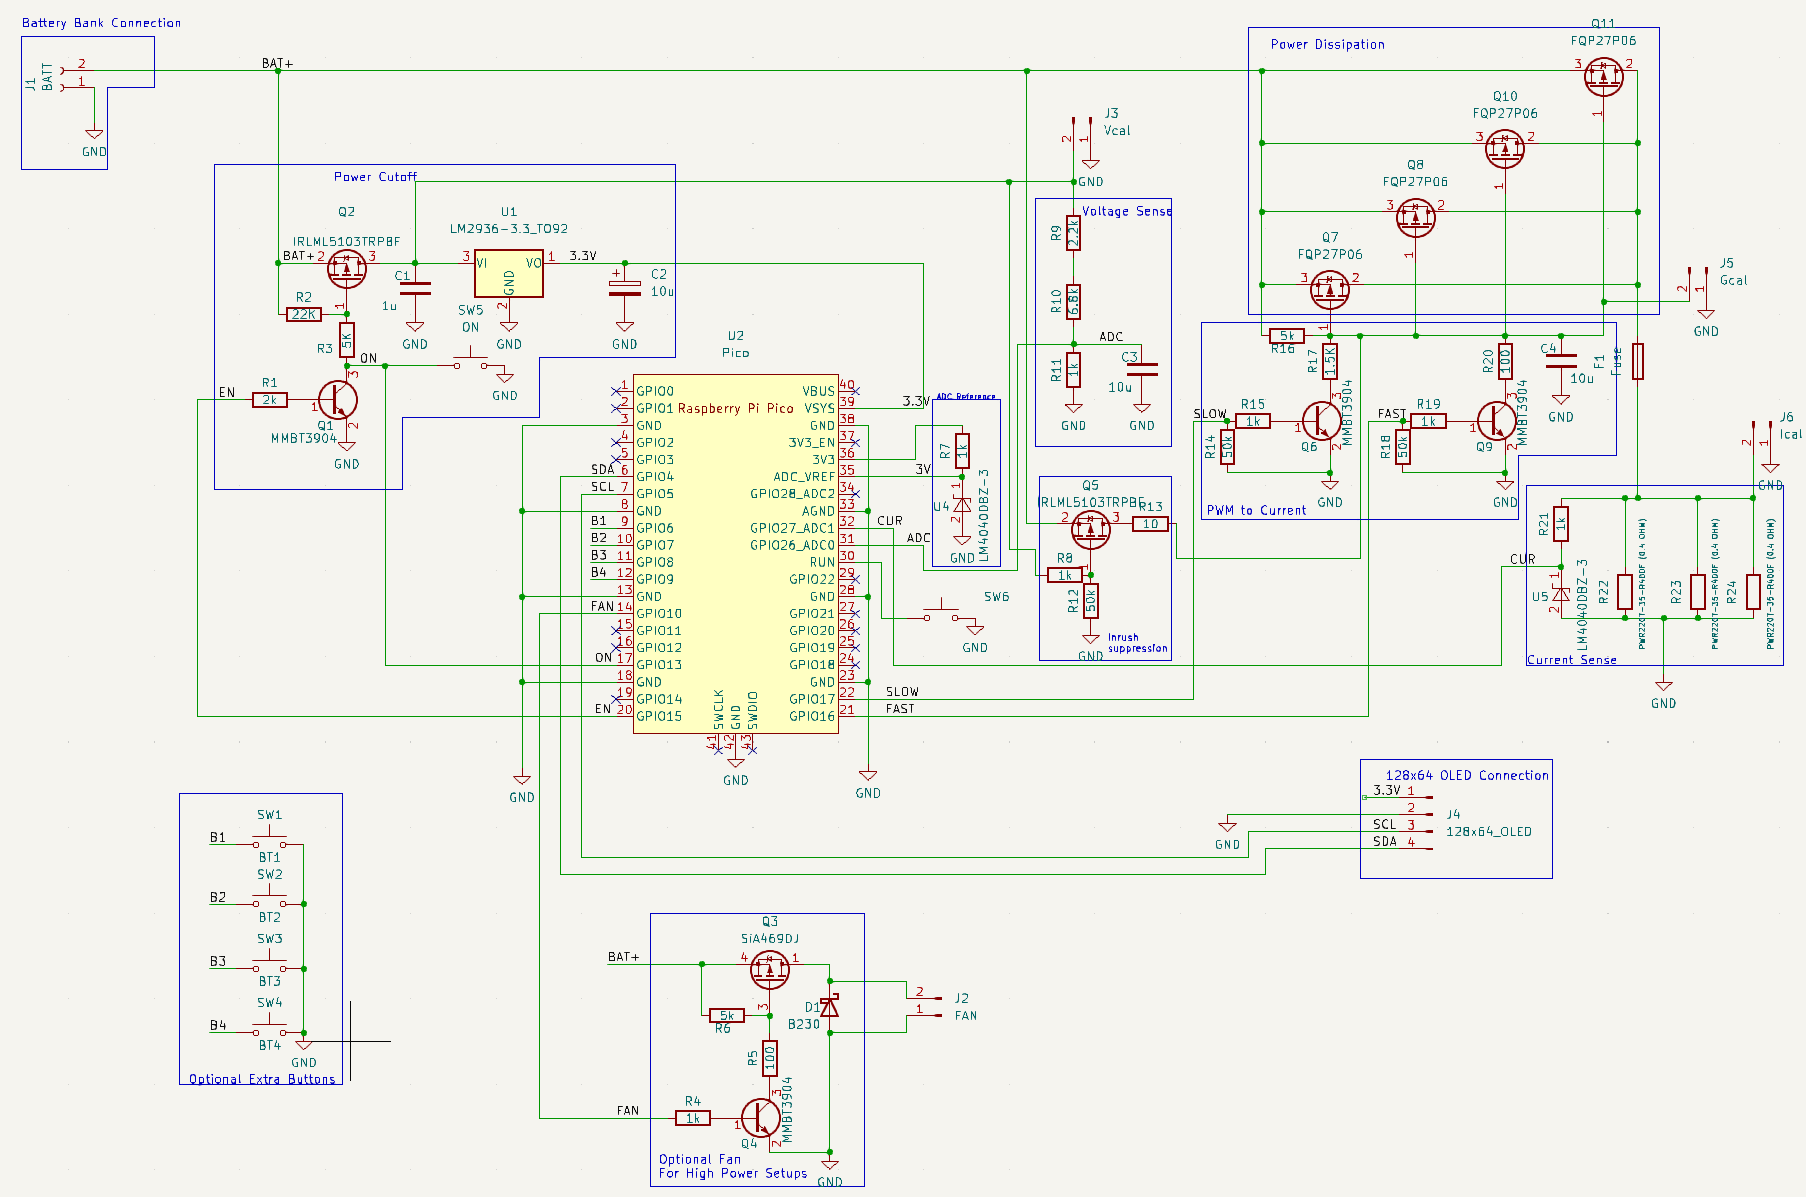 Battery Bank Connection
J1
BATT
2
1
GND
BAT+
Power Cutoff
Q2
IRLML5103TRPBF
BAT+
2
3
1
R2
22K
R3
5K
ON
EN
R1
2k
1
3
2
Q1
MMBT3904
GND
C1
1u
GND
U1
LM2936-3.3_TO92
3
VI
VO
1
GND
2
GND
3.3V
C2
10u
GND
SW5
ON
GND
U2
Pico
Raspberry Pi Pico
1 GPIO0
2 GPIO1
3 GND
4 GPIO2
5 GPIO3
SDA 6 GPIO4
SCL 7 GPIO5
8 GND
B1 9 GPIO6
B2 10 GPIO7
B3 11 GPIO8
B4 12 GPIO9
13 GND
FAN 14 GPIO10
15 GPIO11
16 GPIO12
ON 17 GPIO13
18 GND
19 GPIO14
EN 20 GPIO15
VBUS 40
VSYS 39 3.3V
GND 38
3V3_EN 37
3V3 36
ADC_VREF 35 3V
GPIO28_ADC2 34
AGND 33
GPIO27_ADC1 32 CUR
GPIO26_ADC0 31 ADC
RUN 30
GPIO22 29
GND 28
GPIO21 27
GPIO20 26
GPIO19 25
GPIO18 24
GND 23
GPIO17 22 SLOW
GPIO16 21 FAST
SWCLK
GND
SWDIO
41
42
43
GND
GND
GND
ADC Reference
R7
1k
U4
1
2
LM4040DBZ-3
GND
SW6
GND
J3
Vcal
2
1
GND
Voltage Sense
R9
2.2k
R10
6.8k
ADC
R11
1k
C3
10u
GND
GND
Q5
IRLML5103TRPBF
2
3
1
R13
10
R8
1k
R12
50k
GND
Inrush
suppression
Power Dissipation
Q11
FQP27P06
3
2
1
Q10
FQP27P06
3
2
1
Q8
FQP27P06
3
2
1
Q7
FQP27P06
3
2
1
J5
Gcal
2
1
GND
5k
R16
R17
1.5K
R20
100
C4
10u
GND
F1
Fuse
SLOW
R15
1k
R14
50k
1
3
2
Q6
MMBT3904
GND
FAST
R19
1k
R18
50k
1
3
2
Q9
MMBT3904
GND
PWM to Current
J6
Ical
2
1
GND
R21
1k
CUR
U5
1
2
LM4040DBZ-3
R22
PWR220T-35-R400F (0.4 OHM)
R23
PWR220T-35-R400F (0.4 OHM)
R24
PWR220T-35-R400F (0.4 OHM)
Current Sense
GND
128x64 OLED Connection
3.3V 1
2
SCL 3
SDA 4
J4
128x64_OLED
GND
SW1
B1
BT1
SW2
B2
BT2
SW3
B3
BT3
SW4
B4
BT4
GND
Optional Extra Buttons
Q3
SiA469DJ
BAT+
4
1
3
5k
R6
R5
100
D1
B230
2
1
J2
FAN
FAN
R4
1k
1
3
2
Q4
MMBT3904
GND
Optional Fan
For High Power Setups